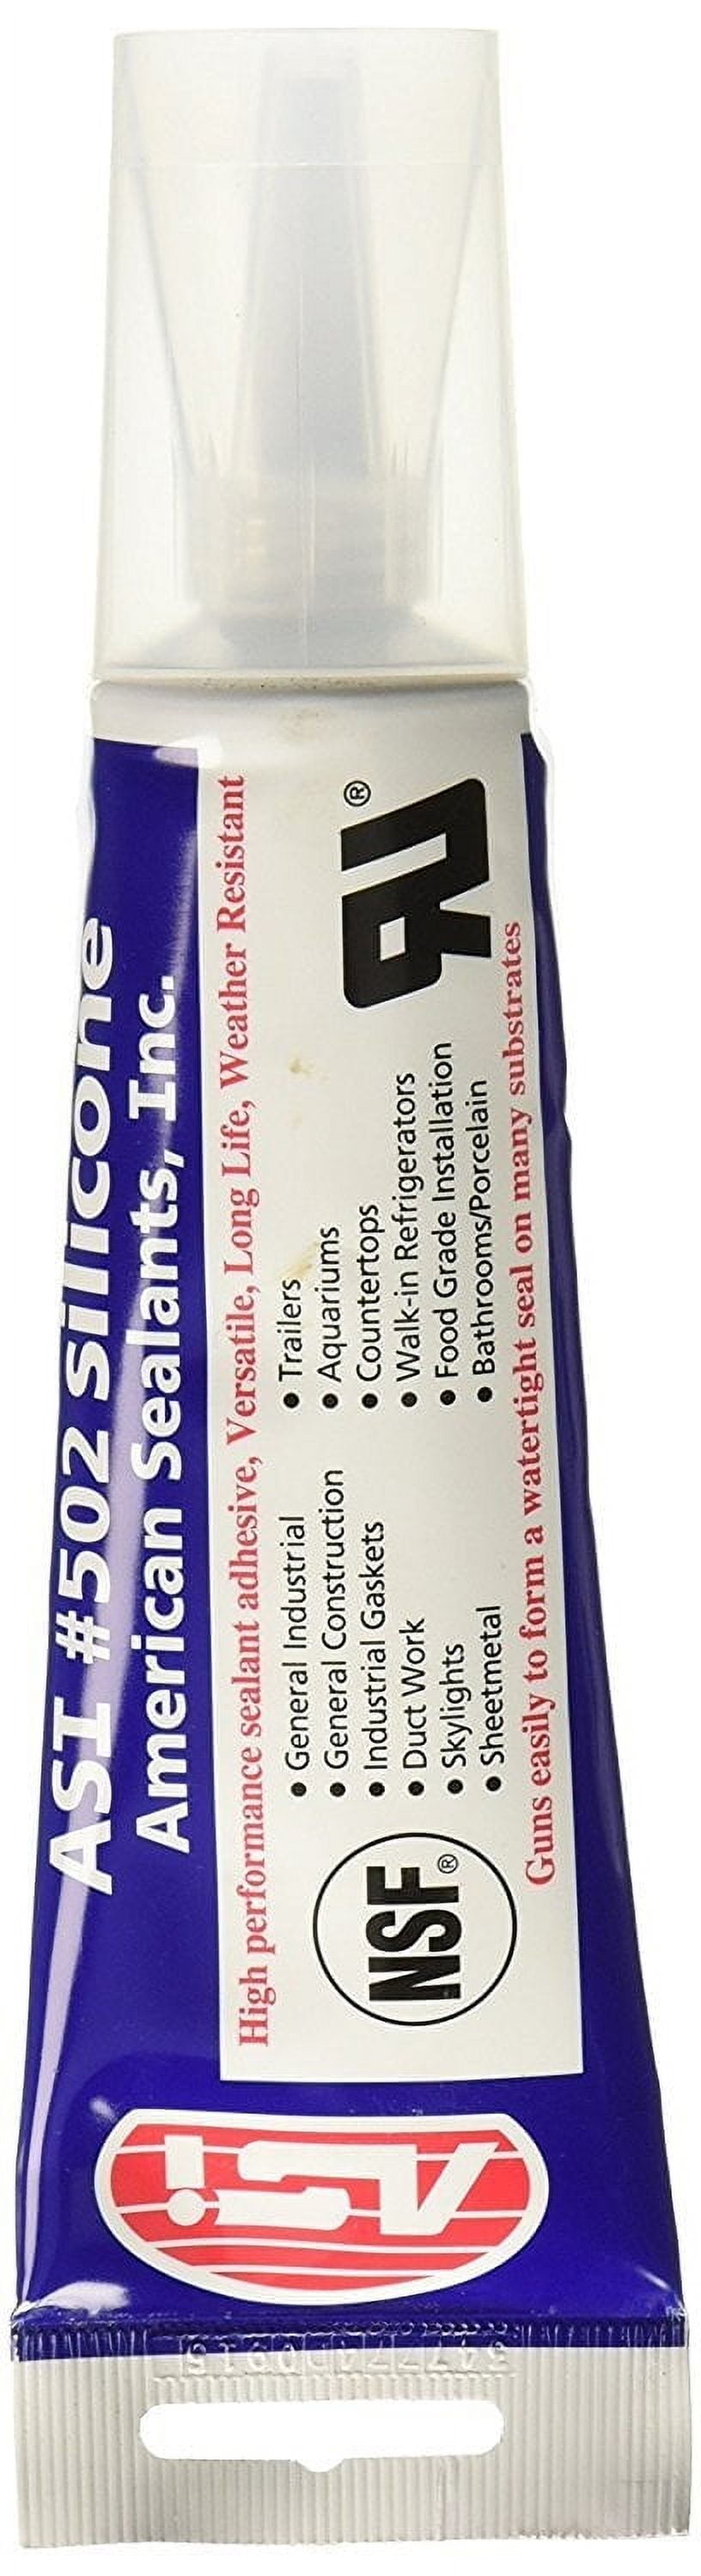 ASI #502 silicone
American Sealants, Inc.
High performance sealant adhesive, Versatile, Long Life, Weather Resistant
• General Industrial
• General Construction
• Industrial Gaskets
• Duct Work
• Skylights
• Sheetmetal
• Trailers
• Aquariums
• Countertops
• Walk-in Refrigerators
• Food Grade Installation
• Bathrooms/Porcelain
Guns easily to form a watertight seal on many substrates
NSF®
RU®
ASI